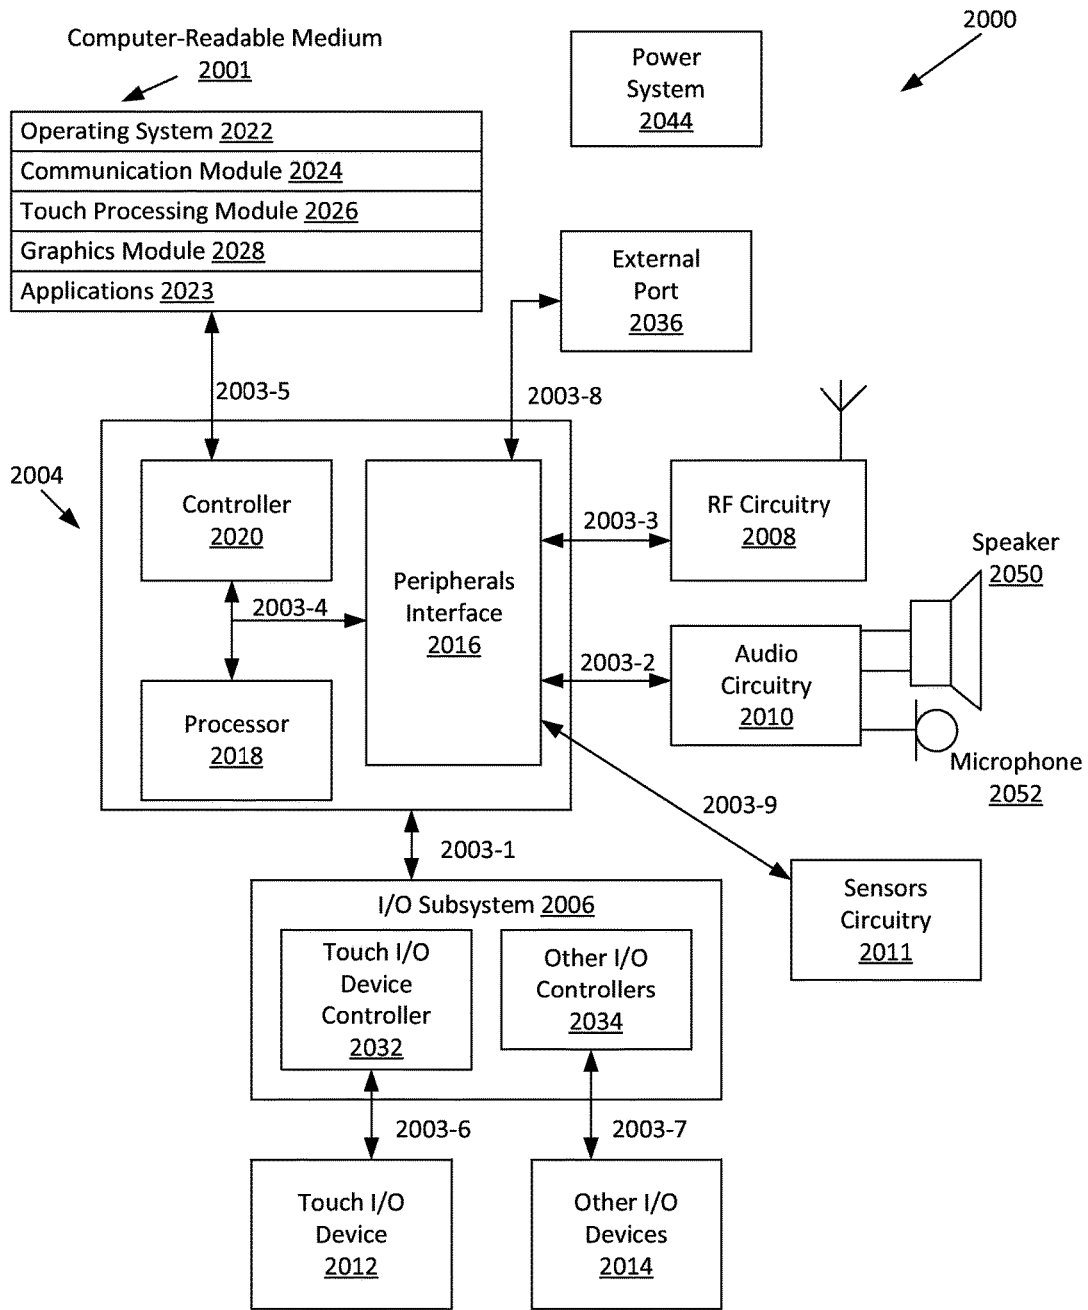 Computer-Readable Medium
2001
2000
Power
System
2044
Operating System 2022
Communication Module 2024
Touch Processing Module 2026
Graphics Module 2028
Applications 2023
External
Port
2036
2003-5
2003-8
2004
Controller
2020
Peripherals
Interface
2016
2003-4
Processor
2018
2003-3
RF Circuitry
2008
Speaker
2050
2003-2
Audio
Circuitry
2010
Microphone
2052
2003-9
2003-1
Sensors
Circuitry
2011
I/O Subsystem 2006
Touch I/O
Device
Controller
2032
Other I/O
Controllers
2034
2003-6
2003-7
Touch I/O
Device
2012
Other I/O
Devices
2014